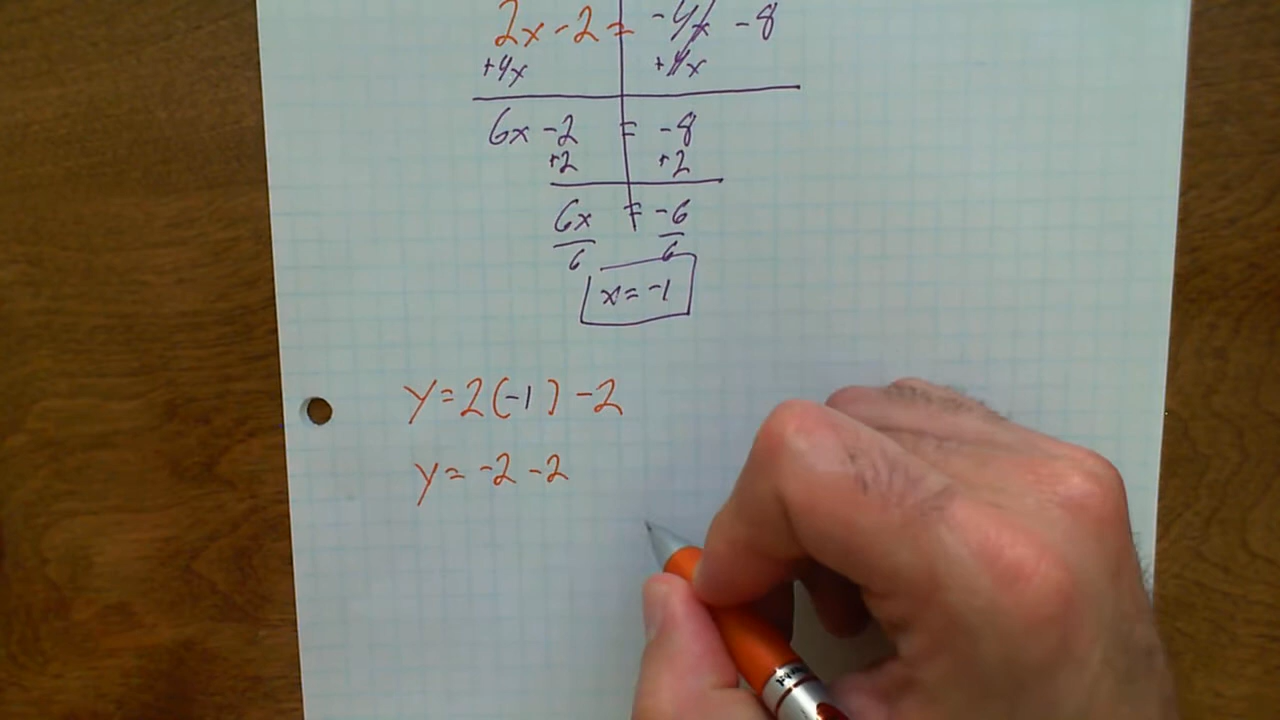 2x - 2 = -4x - 8
+4x +4x
6x - 2 = -8
+2 +2
6x = -6
6 6
x = -1
y = 2(-1) - 2
y = -2 - 2